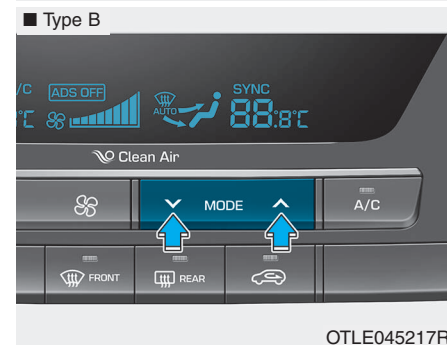 ■ Type B
/C ADS OFF AUTO SYNC
°C 88.8°C
Clean Air
MODE A/C
FRONT REAR
OTLE045217R